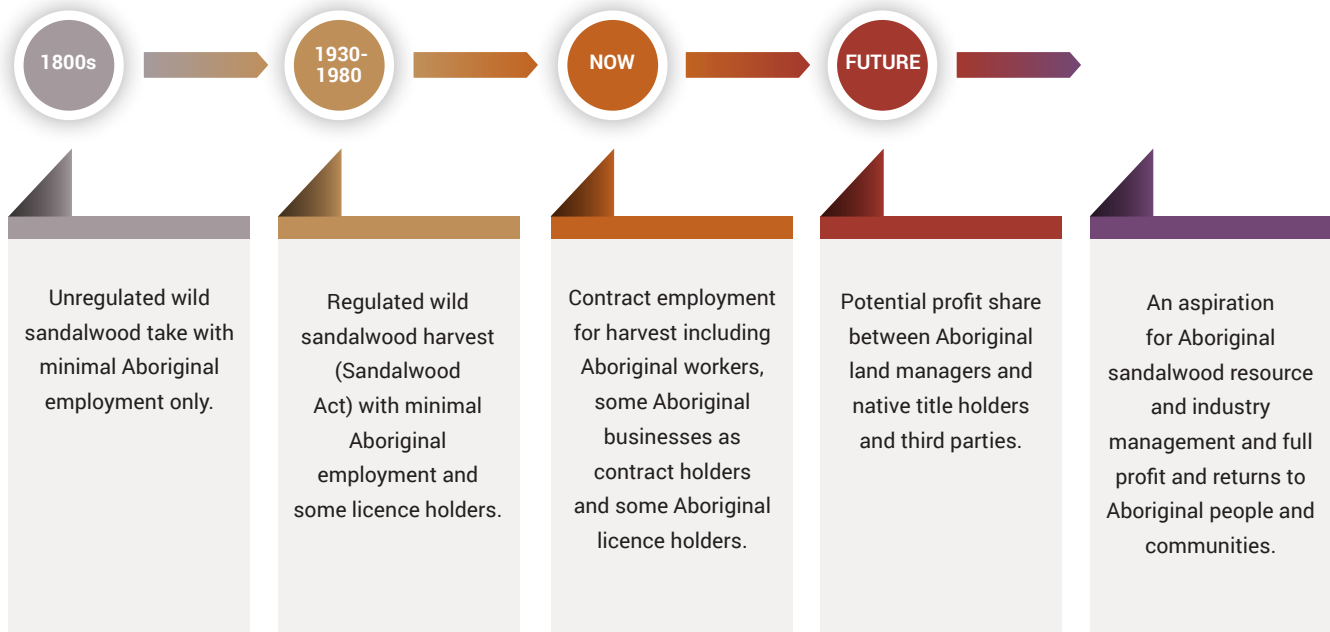 1800s
1930-
1980
NOW
FUTURE
Unregulated wild
sandalwood take with
minimal Aboriginal
employment only.
Regulated wild
sandalwood harvest
(Sandalwood
Act) with minimal
Aboriginal
employment and
some licence holders.
Contract employment
for harvest including
Aboriginal workers,
some Aboriginal
businesses as
contract holders
and some Aboriginal
licence holders.
Potential profit share
between Aboriginal
land managers and
native title holders
and third parties.
An aspiration
for Aboriginal
sandalwood resource
and industry
management and full
profit and returns to
Aboriginal people and
communities.